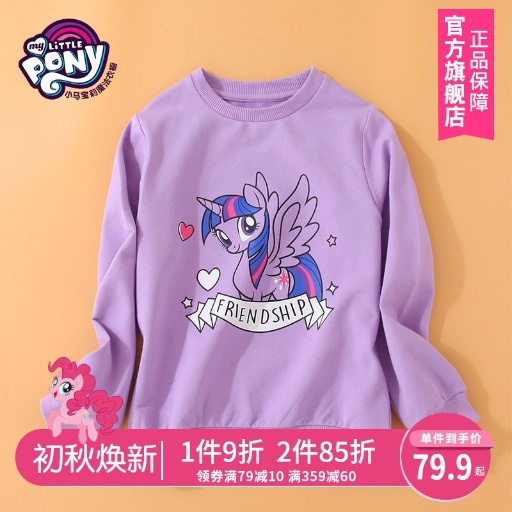 my LiTTLE
PONY
小马宝莉魔法衣橱
正品保障
官方旗舰店
FRIENDSHIP
初秋焕新
1件9折 2件85折
领券满79减10 满359减60
单件到手价
79.9起